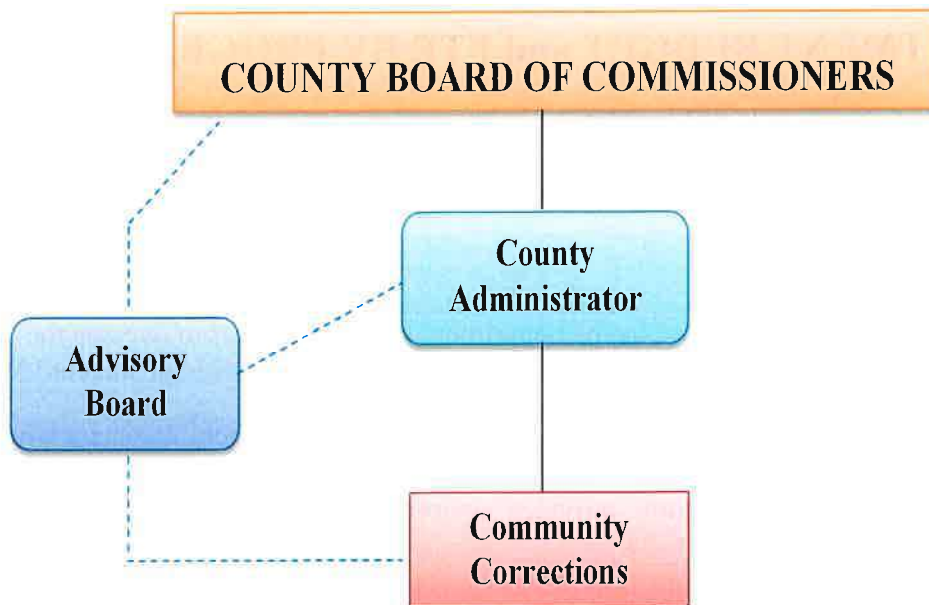 COUNTY BOARD OF COMMISSIONERS
County
Administrator
Advisory
Board
Community
Corrections